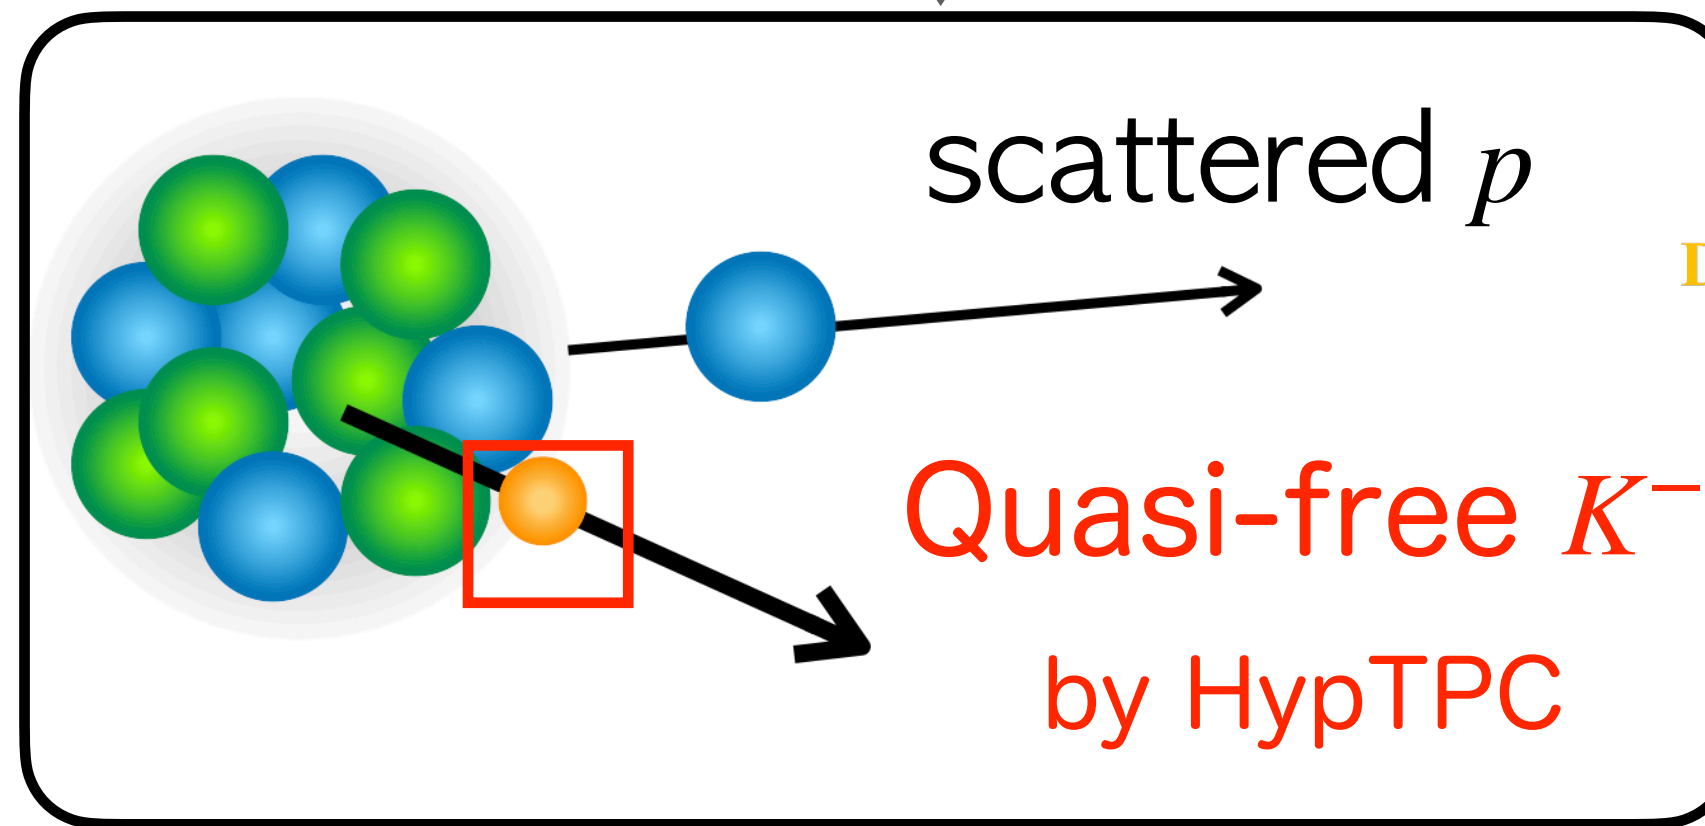 scattered p
Quasi-free K⁻
by HypTPC